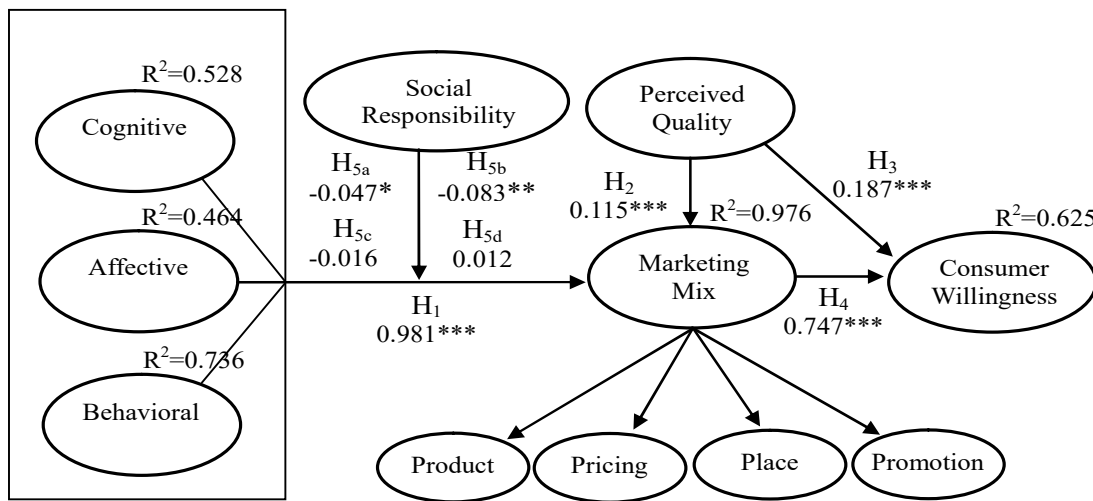 R²=0.528
Cognitive
R²=0.464
Affective
R²=0.736
Behavioral
Social
Responsibility
H₅ₐ
-0.047*
H5b
-0.083**
H5c
-0.016
H5d
0.012
H₁
0.981***
Perceived
Quality
H₂
0.115***
H₃
0.187***
R²=0.976
Marketing
Mix
H₄
0.747***
R²=0.625
Consumer
Willingness
Product
Pricing
Place
Promotion